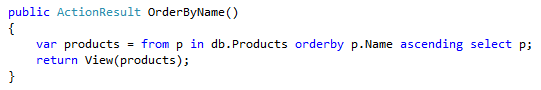 public ActionResult OrderByName()
{
    var products = from p in db.Products orderby p.Name ascending select p;
    return View(products);
}